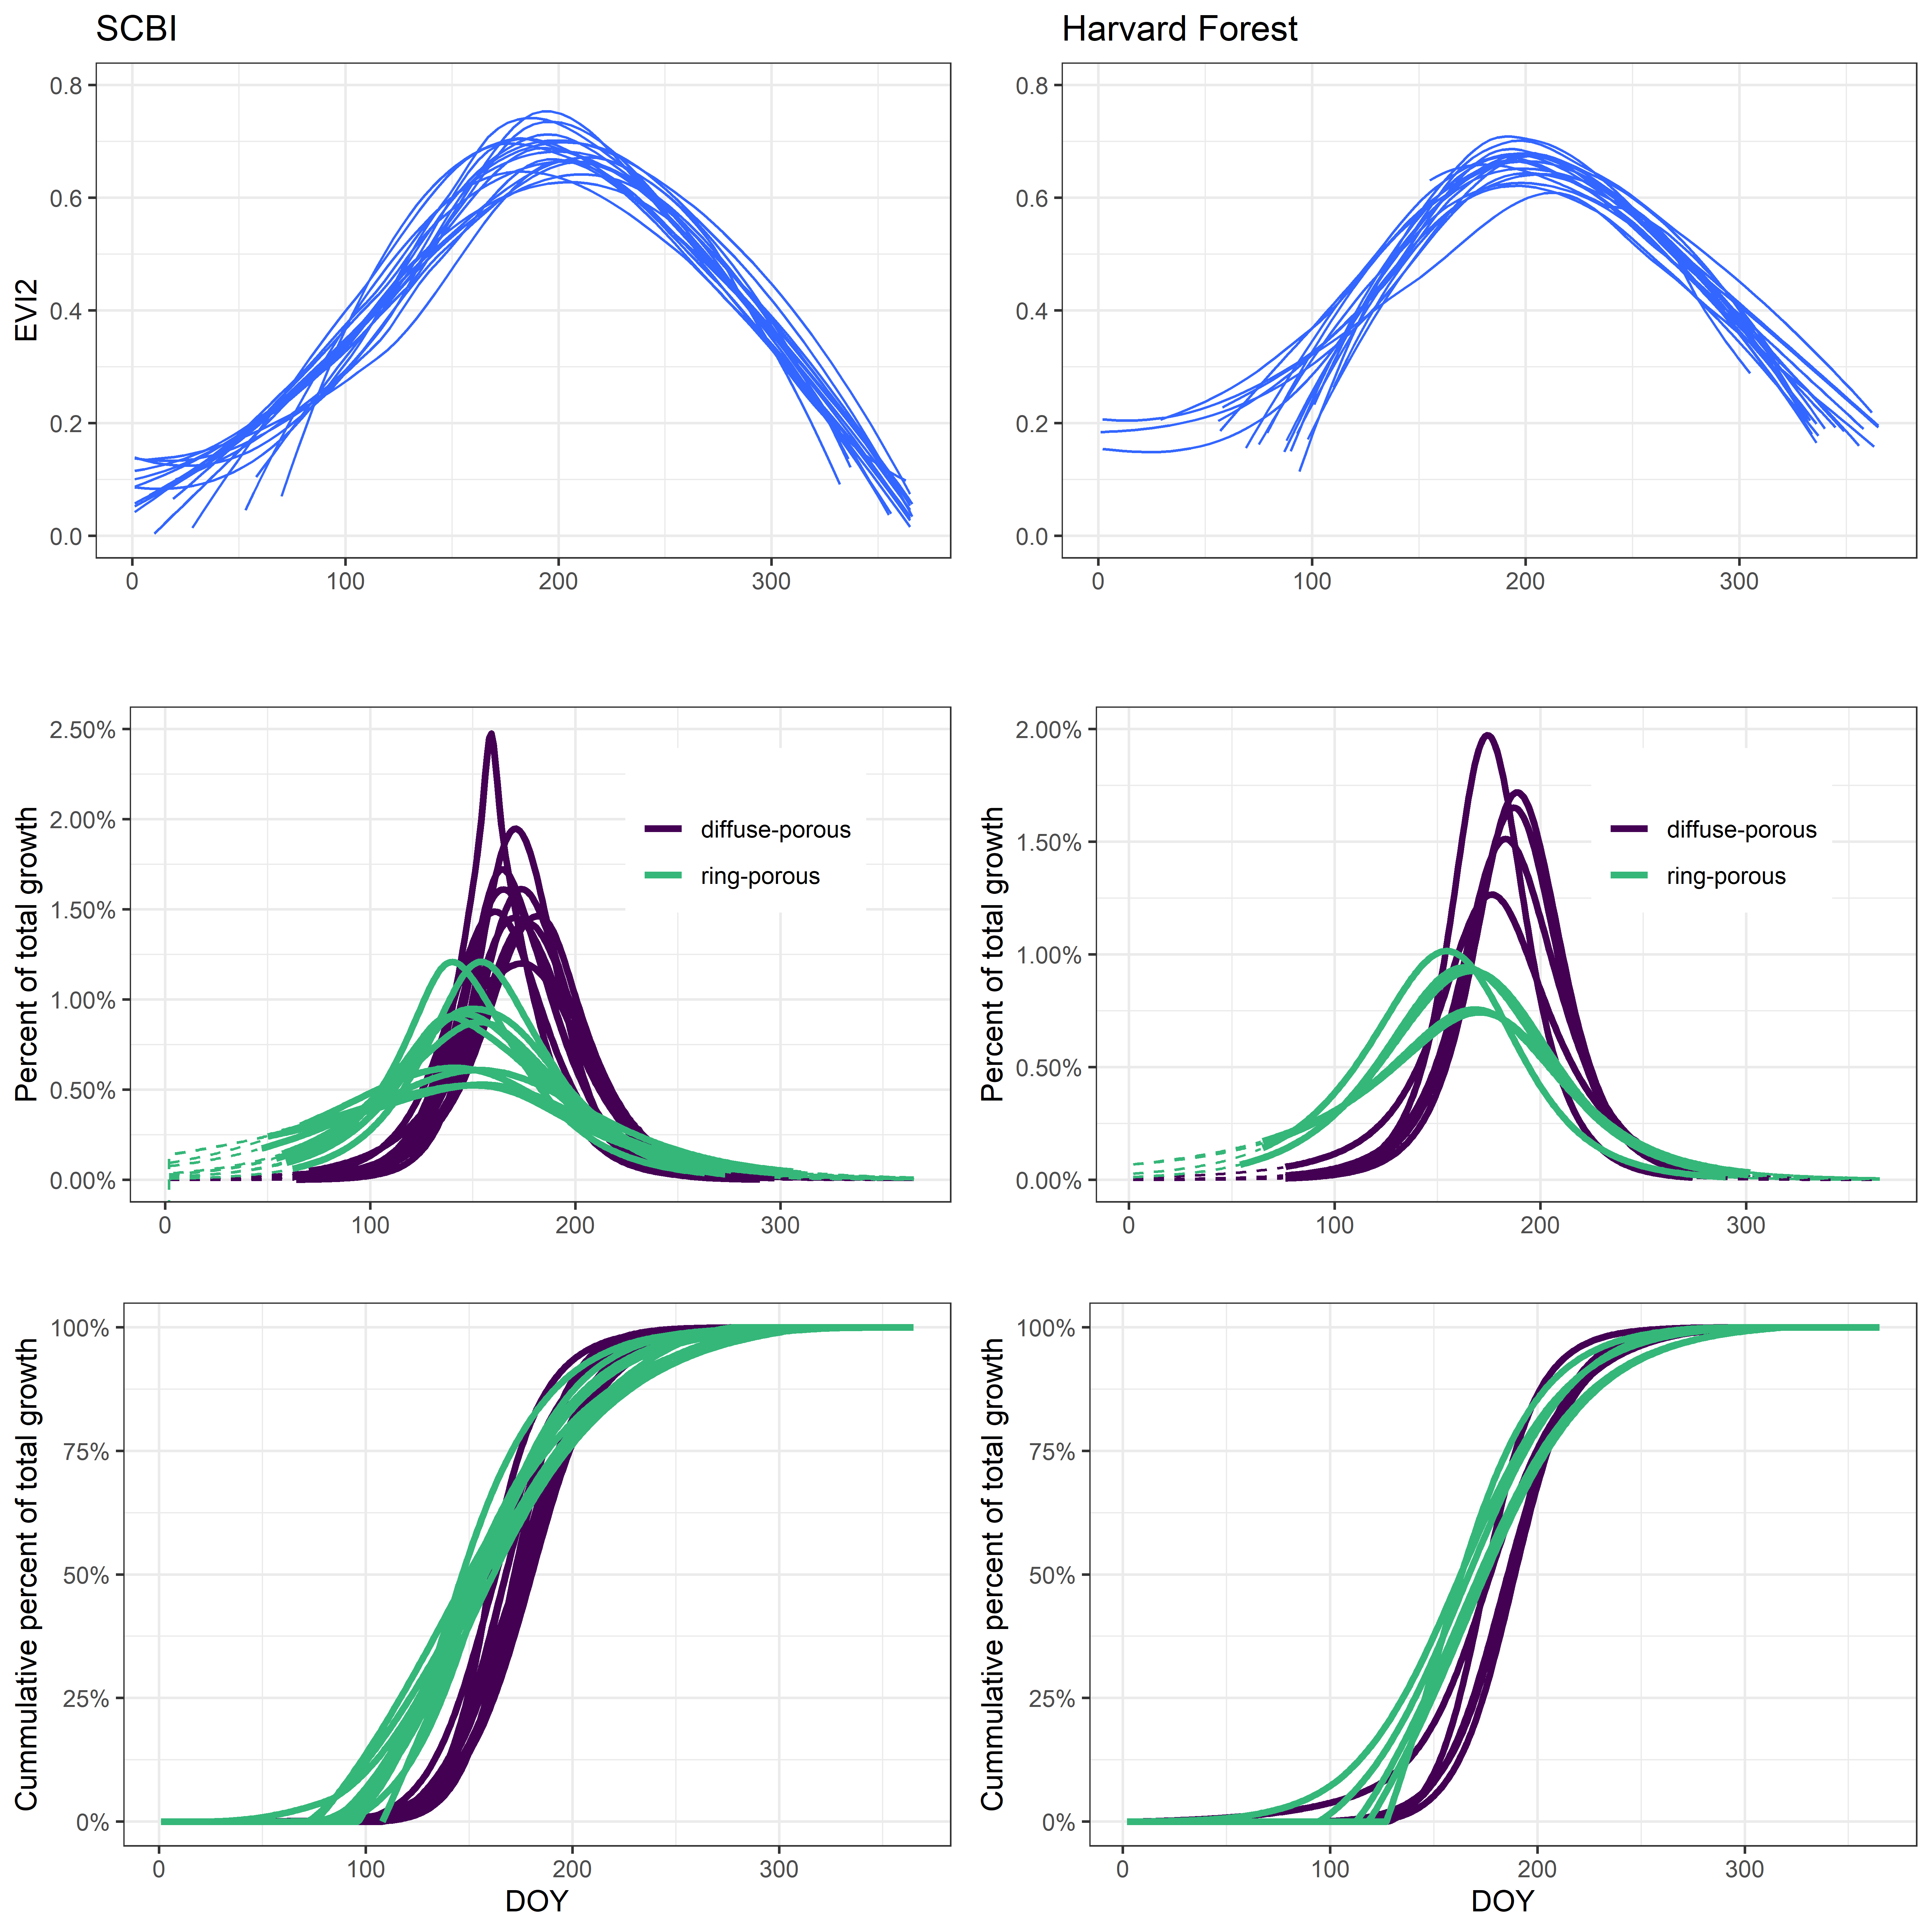 SCBI
Harvard Forest
EVI2
0.8
0.6
0.4
0.2
0.0
0 100 200 300
0.8
0.6
0.4
0.2
0.0
0 100 200 300
Percent of total growth
2.50%
2.00%
1.50%
1.00%
0.50%
0.00%
diffuse-porous
ring-porous
0 100 200 300
Percent of total growth
2.00%
1.50%
1.00%
0.50%
0.00%
diffuse-porous
ring-porous
0 100 200 300
Cummulative percent of total growth
100%
75%
50%
25%
0%
0 100 200 300
DOY
Cummulative percent of total growth
100%
75%
50%
25%
0%
0 100 200 300
DOY